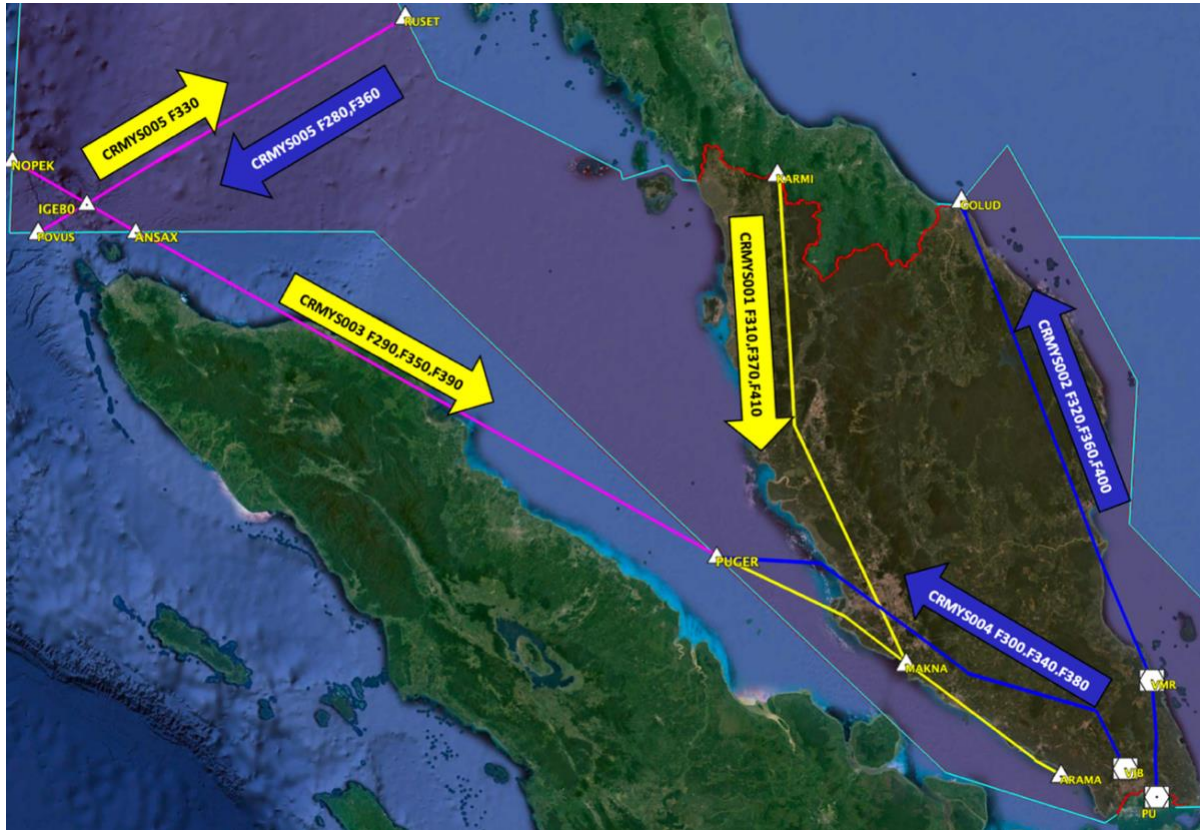 RUSET
CRMYS005 F330
CRMYS005 F280,F360
NOPEK
IGEBO
POVUS
ANSAX
KARMI
GOLUD
CRMYS003 F290,F350,F390
CRMYS001 F310,F370,F410
CRMYS002 F320,F360,F400
PUGER
CRMYS004 F300.F340.F380
MAKNA
VMR
ARAMA
VJB
PU